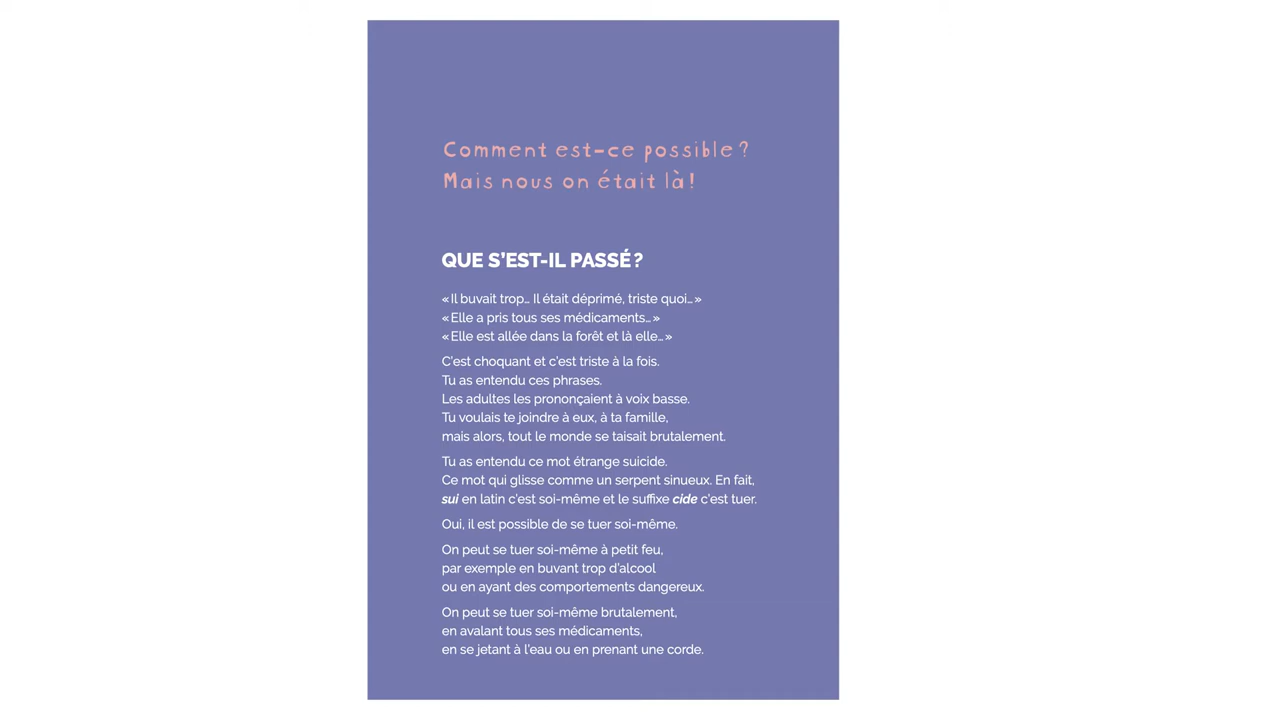 Comment est-ce possible ?
Mais nous on était là !
QUE S'EST-IL PASSÉ ?
« Il buvait trop… Il était déprimé, triste quoi… »
« Elle a pris tous ses médicaments… »
« Elle est allée dans la forêt et là elle… »
C'est choquant et c'est triste à la fois.
Tu as entendu ces phrases.
Les adultes les prononçaient à voix basse.
Tu voulais te joindre à eux, à ta famille,
mais alors, tout le monde se taisait brutalement.
Tu as entendu ce mot étrange suicide.
Ce mot qui glisse comme un serpent sinueux. En fait,
sui en latin c'est soi-même et le suffixe cide c'est tuer.
Oui, il est possible de se tuer soi-même.
On peut se tuer soi-même à petit feu,
par exemple en buvant trop d'alcool
ou en ayant des comportements dangereux.
On peut se tuer soi-même brutalement,
en avalant tous ses médicaments,
en se jetant à l'eau ou en prenant une corde.